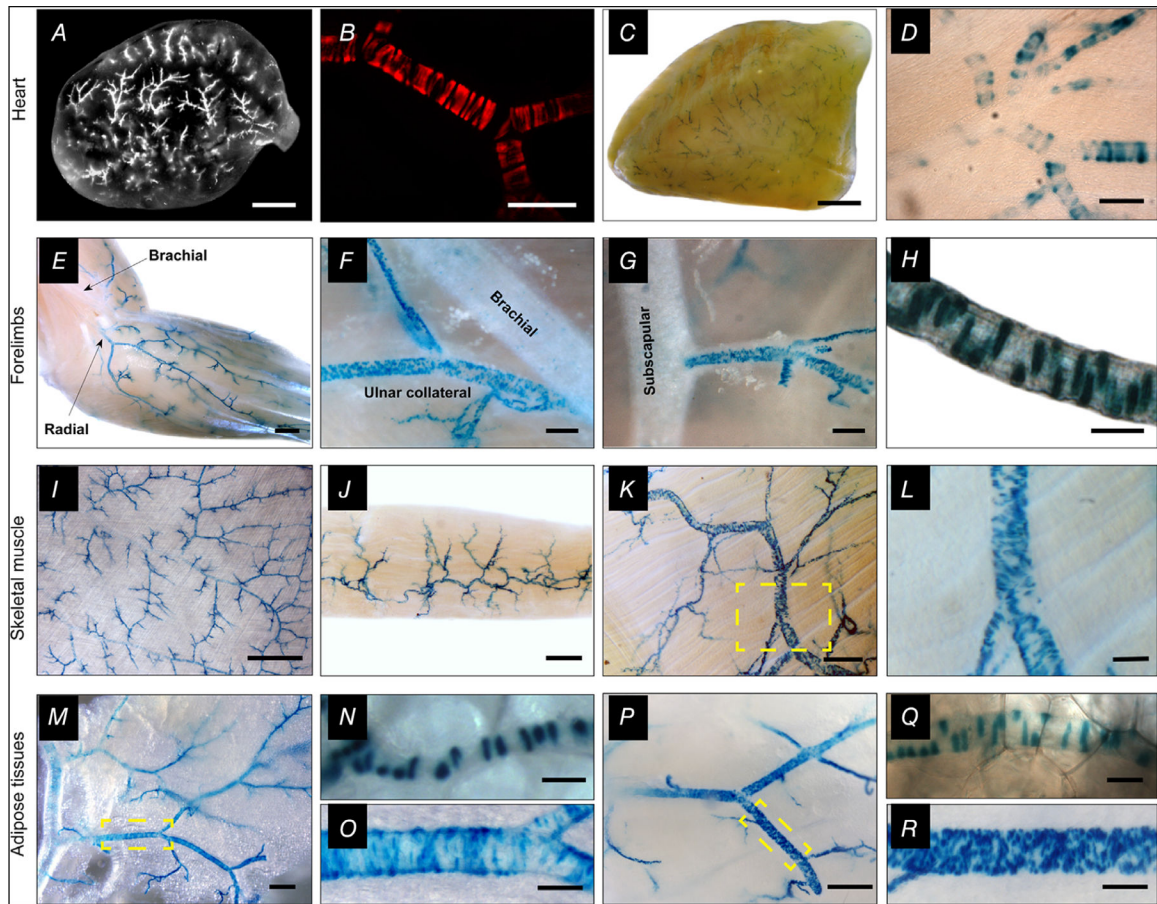 Heart
A
B
C
D
Forelimbs
E
Brachial
Radial
F
Brachial
Ulnar collateral
G
Subscapular
H
Skeletal muscle
I
J
K
L
Adipose tissues
M
N
O
P
Q
R